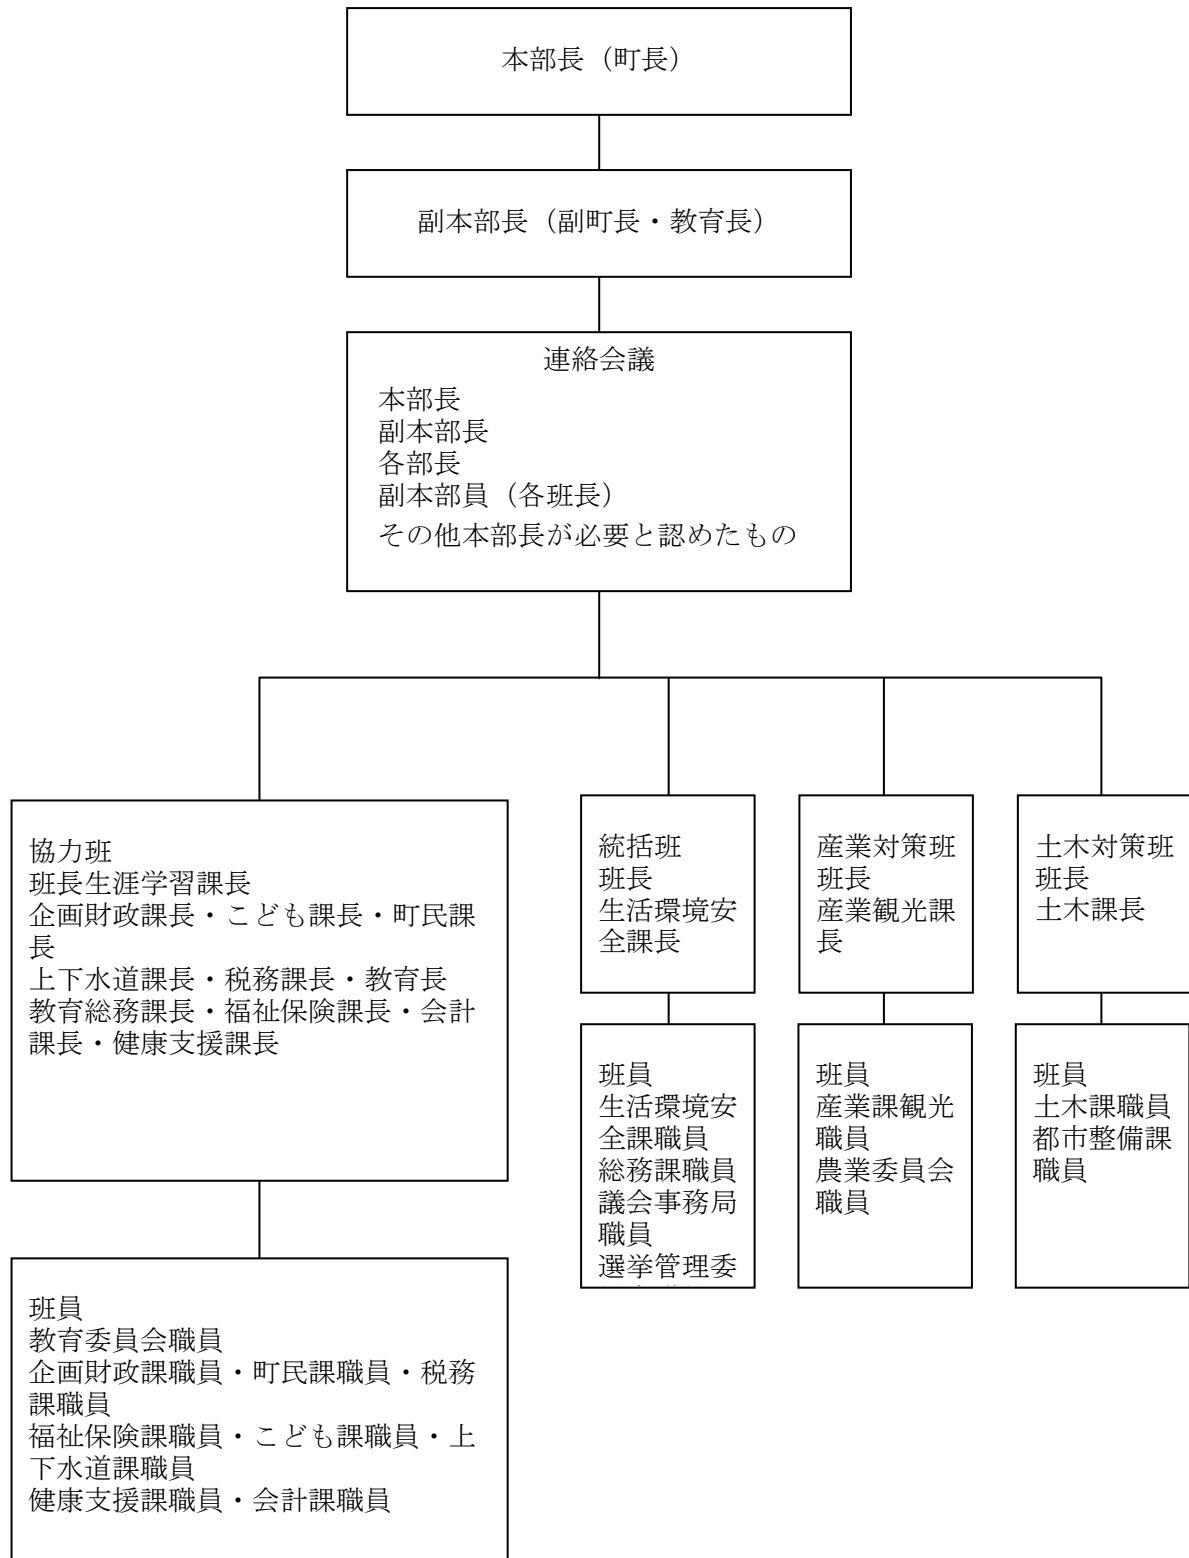 本部長（町長）
副本部長（副町長・教育長）
連絡会議
本部長
副本部長
各部長
副本部員（各班長）
その他本部長が必要と認めたもの
協力班
班長生涯学習課長
企画財政課長・こども課長・町民課
長
上下水道課長・税務課長・教育長
教育総務課長・福祉保険課長・会計
課長・健康支援課長
統括班
班長
生活環境安
全課長
産業対策班
班長
産業観光課
長
土木対策班
班長
土木課長
班員
生活環境安
全課職員
総務課職員
議会事務局
職員
選挙管理委
班員
産業課観光
職員
農業委員会
職員
班員
土木課職員
都市整備課
職員
班員
教育委員会職員
企画財政課職員・町民課職員・税務
課職員
福祉保険課職員・こども課職員・上
下水道課職員
健康支援課職員・会計課職員